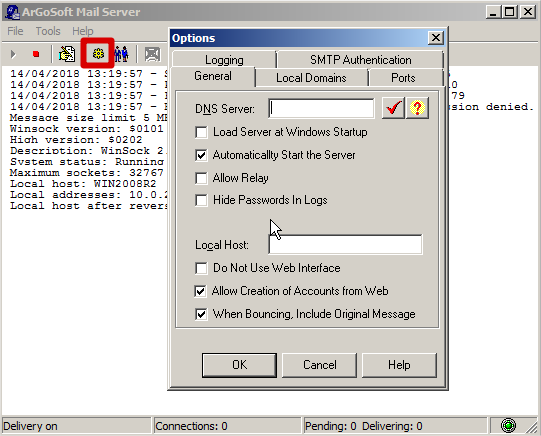 ArGoSoft Mail Server
File Tools Help
14/04/2018 13:19:57 - S
14/04/2018 13:19:57 -
14/04/2018 13:19:57 -
14/04/2018 13:19:57 -
ssion denied.
Message size limit 5 M
Winsock version: $0101
High version: $0202
Description: WinSock 2.
System status: Running
Maximum sockets: 32767
Local host: WIN2008R2
Local addresses: 10.0.2
Local host after revers
Options
Logging
SMTP Authentication
General
Local Domains
Ports
DNS Server:
Load Server at Windows Startup
Automatically Start the Server
Allow Relay
Hide Passwords In Logs
Local Host:
Do Not Use Web Interface
Allow Creation of Accounts from Web
When Bouncing, Include Original Message
OK
Cancel
Help
Delivery on
Connections: 0
Pending: 0 Delivering: 0